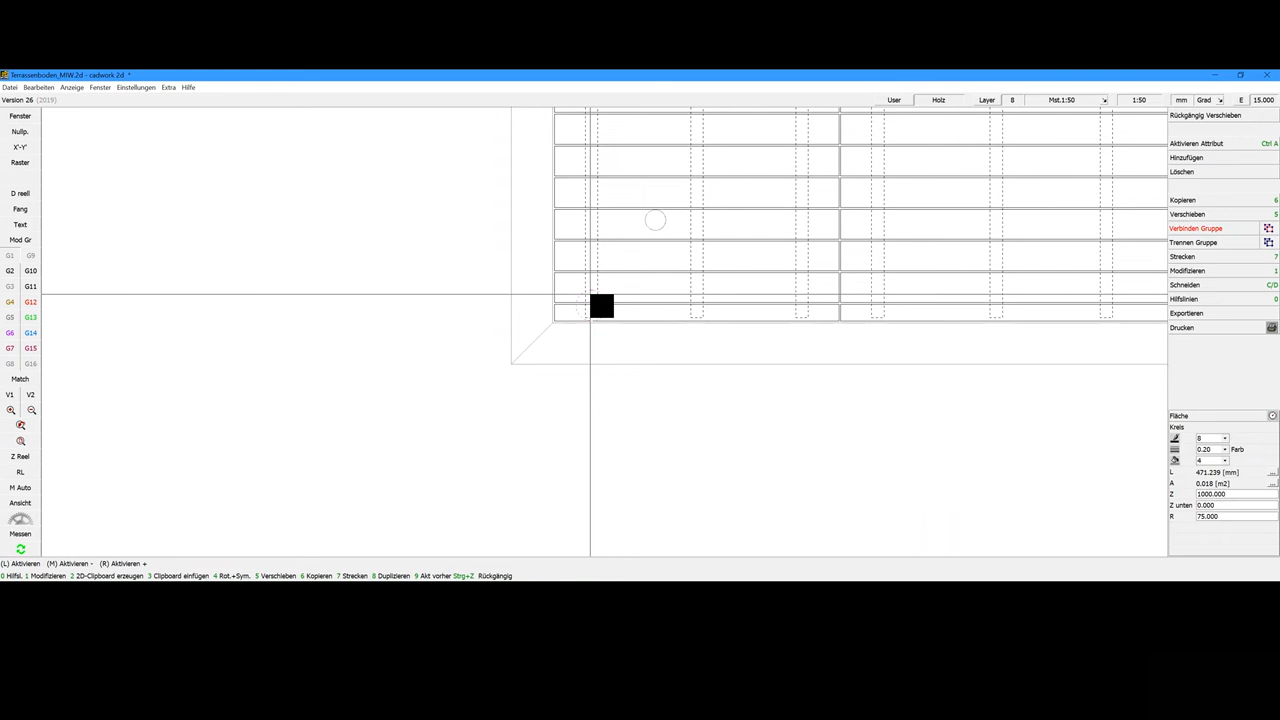 Terrassenboden_MIW.2d - cadwork 2d *
Datei Bearbeiten Anzeige Fenster Einstellungen Extra Hilfe
Version 26 (2019)
User Holz Layer 8 Mst.1:50 1:50 mm Grad E 15.000
Fenster
Nullp.
X'-Y'
Raster
D reell
Fang
Text
Mod Gr
G1 G9
G2 G10
G3 G11
G4 G12
G5 G13
G6 G14
G7 G15
G8 G16
Match
V1 V2
Z Reel
RL
M Auto
Ansicht
Messen
Rückgängig Verschieben
Aktivieren Attribut Ctrl A
Hinzufügen
Löschen
Kopieren 6
Verschieben 5
Verbinden Gruppe
Trennen Gruppe
Strecken 7
Modifizieren 1
Schneiden C/D
Hilfslinien 0
Exportieren
Drucken
Fläche
Kreis
8
0.20 Farb
4
L 471.239 [mm] ...
A 0.018 [m2] ...
Z 1000.000
Z unten 0.000
R 75.000
(L) Aktivieren (M) Aktivieren - (R) Aktivieren +
0 Hilfsl. 1 Modifizieren 2 2D-Clipboard erzeugen 3 Clipboard einfügen 4 Rot.+Sym. 5 Verschieben 6 Kopieren 7 Strecken 8 Duplizieren 9 Akt vorher Strg+Z Rückgängig